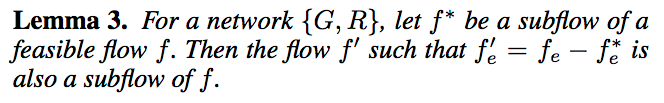 Lemma 3. For a network {G, R}, let f* be a subflow of a
feasible flow f. Then the flow f′ such that f′ₑ = fₑ − f*ₑ is
also a subflow of f.